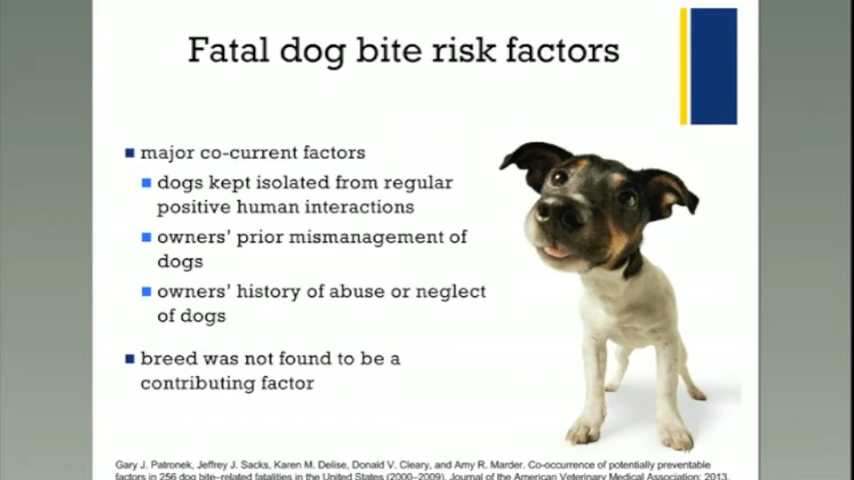 Fatal dog bite risk factors
major co-current factors
dogs kept isolated from regular
positive human interactions
owners' prior mismanagement of
dogs
owners' history of abuse or neglect
of dogs
breed was not found to be a
contributing factor
Gary J. Patronek, Jeffrey J. Sacks, Karen M. Delise, Donald V. Cleary, and Amy R. Marder. Co-occurrence of potentially preventable
factors in 256 dog bite–related fatalities in the United States (2000–2009). Journal of the American Veterinary Medical Association: 2013.